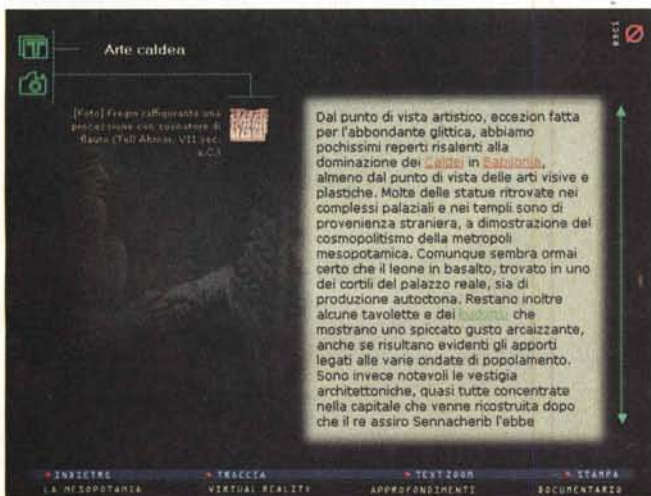 Arte caldea
esci
[Foto] Fregio raffigurante una
processione con suonatore di
flauto (Tell Ahmar, VII sec.
a.C.)
Dal punto di vista artistico, eccezion fatta
per l'abbondante glittica, abbiamo
pochissimi reperti risalenti alla
dominazione dei Caldei in Babilonia,
almeno dal punto di vista delle arti visive e
plastiche. Molte delle statue ritrovate nei
complessi palaziali e nei templi sono di
provenienza straniera, a dimostrazione del
cosmopolitismo della metropoli
mesopotamica. Comunque sembra ormai
certo che il leone in basalto, trovato in uno
dei cortili del palazzo reale, sia di
produzione autoctona. Restano inoltre
alcune tavolette e dei kudurru che
mostrano uno spiccato gusto arcaizzante,
anche se risultano evidenti gli apporti
legati alle varie ondate di popolamento.
Sono invece notevoli le vestigia
architettoniche, quasi tutte concentrate
nella capitale che venne ricostruita dopo
che il re assiro Sennacherib l'ebbe
INDIETRO TRACCIA TEXT ZOOM STAMPA
LA MESOPOTAMIA VIRTUAL REALITY APPROFONDIMENTI DOCUMENTARIO